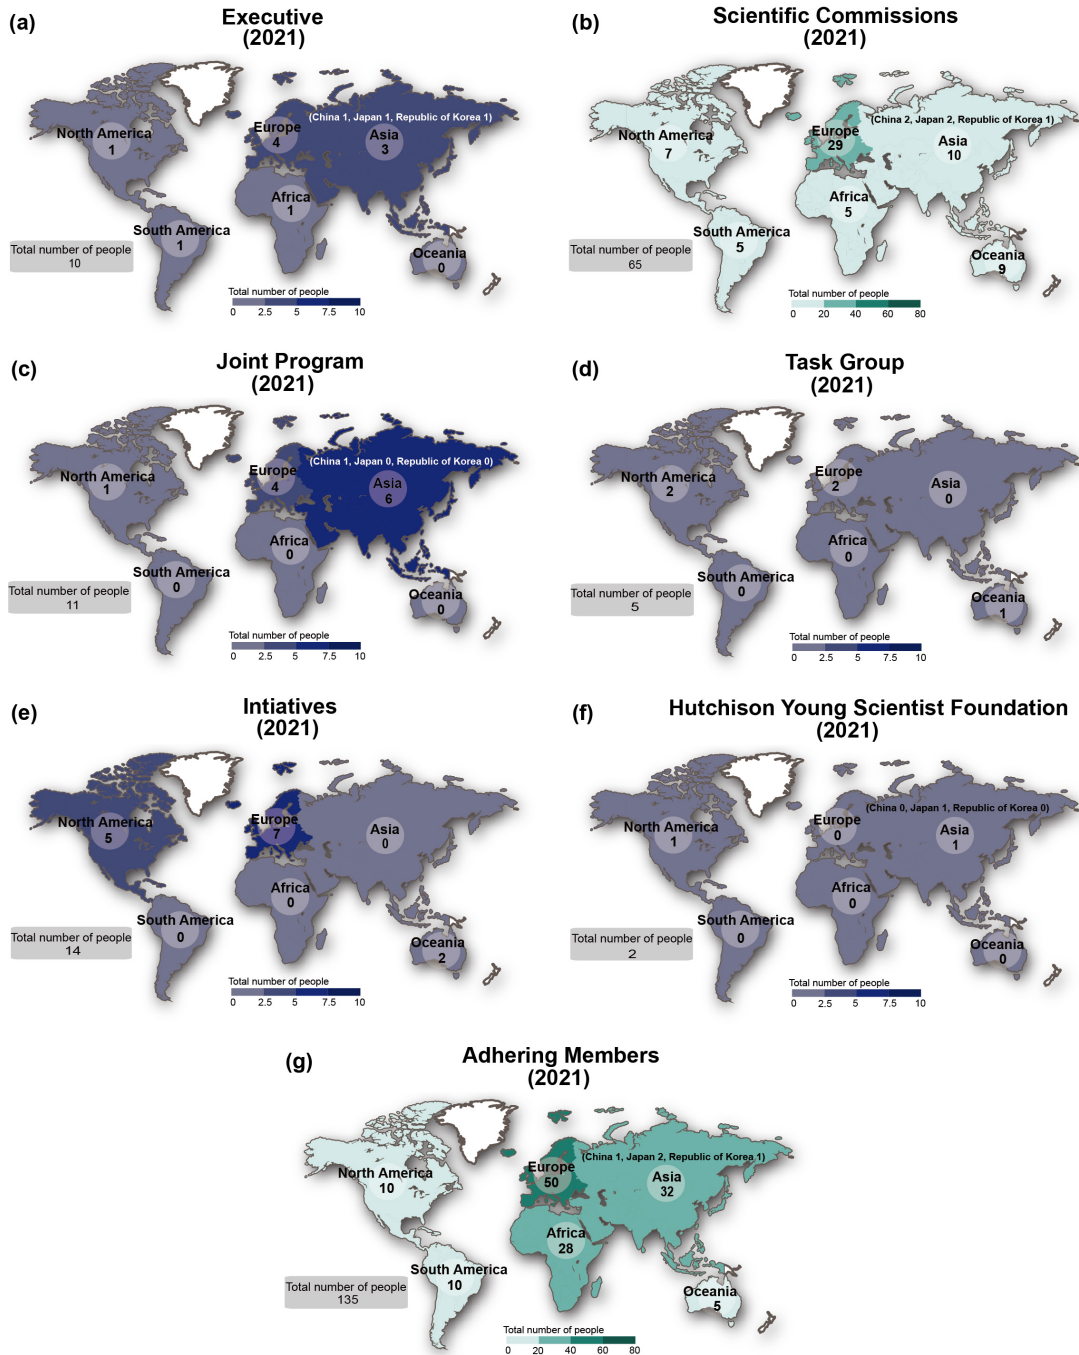 (a)
Executive
(2021)
(China 1, Japan 1, Republic of Korea 1)
North America
1
Europe
4
Asia
3
Africa
1
South America
1
Oceania
0
Total number of people
10
Total number of people
0 2.5 5 7.5 10
(b)
Scientific Commissions
(2021)
(China 2, Japan 2, Republic of Korea 1)
North America
7
Europe
29
Asia
10
Africa
5
South America
5
Oceania
9
Total number of people
65
Total number of people
0 20 40 60 80
(c)
Joint Program
(2021)
(China 1, Japan 0, Republic of Korea 0)
North America
1
Europe
4
Asia
6
Africa
0
South America
0
Oceania
0
Total number of people
11
Total number of people
0 2.5 5 7.5 10
(d)
Task Group
(2021)
North America
2
Europe
2
Asia
0
Africa
0
South America
0
Oceania
1
Total number of people
5
Total number of people
0 2.5 5 7.5 10
(e)
Intiatives
(2021)
North America
5
Europe
7
Asia
0
Africa
0
South America
0
Oceania
2
Total number of people
14
Total number of people
0 2.5 5 7.5 10
(f)
Hutchison Young Scientist Foundation
(2021)
(China 0, Japan 1, Republic of Korea 0)
North America
1
Europe
0
Asia
1
Africa
0
South America
0
Oceania
0
Total number of people
2
Total number of people
0 2.5 5 7.5 10
(g)
Adhering Members
(2021)
(China 1, Japan 2, Republic of Korea 1)
North America
10
Europe
50
Asia
32
Africa
28
South America
10
Oceania
5
Total number of people
135
Total number of people
0 20 40 60 80